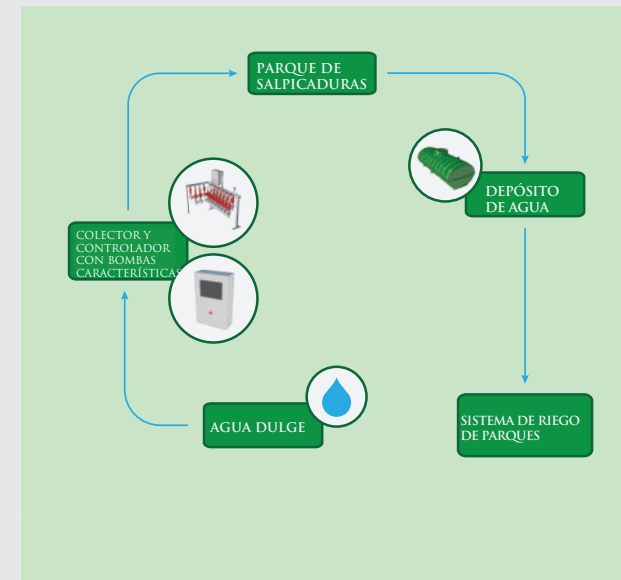 PARQUE DE
SALPICADURAS
DEPÓSITO
DE AGUA
COLECTOR Y
CONTROLADOR
CON BOMBAS
CARACTERÍSTICAS
AGUA DULGE
SISTEMA DE RIEGO
DE PARQUES